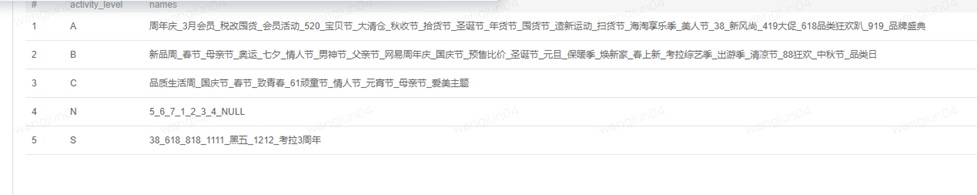 # activity_level names
1 A 周年庆_3月会员_税改囤货_会员活动_520_宝贝节_大清仓_秋收节_拾货节_圣诞节_年货节_囤货节_造新运动_扫货节_海淘享乐季_美人节_38_新风尚_419大促_618品类狂欢趴_919_品牌盛典
2 B 新品周_春节_母亲节_奥运_七夕_情人节_男神节_父亲节_网易周年庆_国庆节_预售比价_圣诞节_元旦_保暖季_焕新家_春上新_考拉综艺季_出游季_清凉节_88狂欢_中秋节_品类日
3 C 品质生活周_国庆节_春节_致青春_61顽童节_情人节_元宵节_母亲节_爱美主题
4 N 5_6_7_1_2_3_4_NULL
5 S 38_618_818_1111_黑五_1212_考拉3周年